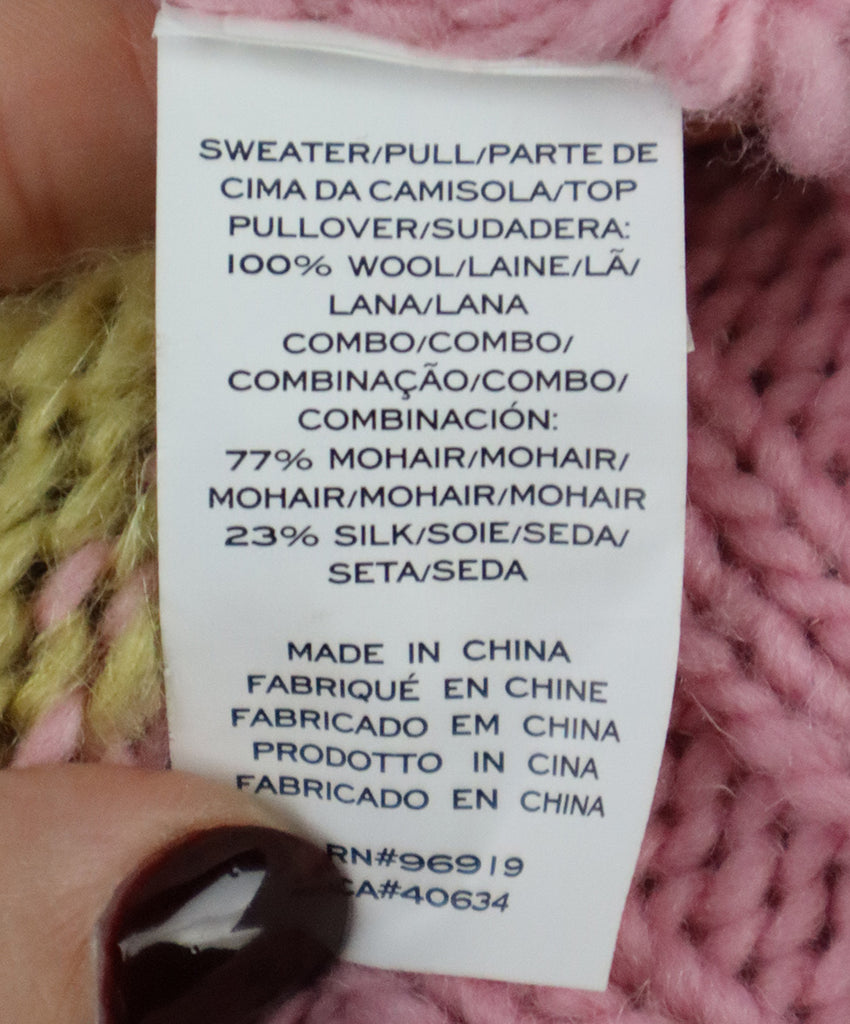 SWEATER/PULL/PARTE DE
CIMA DA CAMISOLA/TOP
PULLOVER/SUDADERA:
100% WOOL/LAINE/LÃ/
LANA/LANA
COMBO/COMBO/
COMBINAÇÃO/COMBO/
COMBINACIÓN:
77% MOHAIR/MOHAIR/
MOHAIR/MOHAIR/MOHAIR
23% SILK/SOIE/SEDA/
SETA/SEDA
MADE IN CHINA
FABRIQUÉ EN CHINE
FABRICADO EM CHINA
PRODOTTO IN CINA
FABRICADO EN CHINA
RN#96919
CA#40634